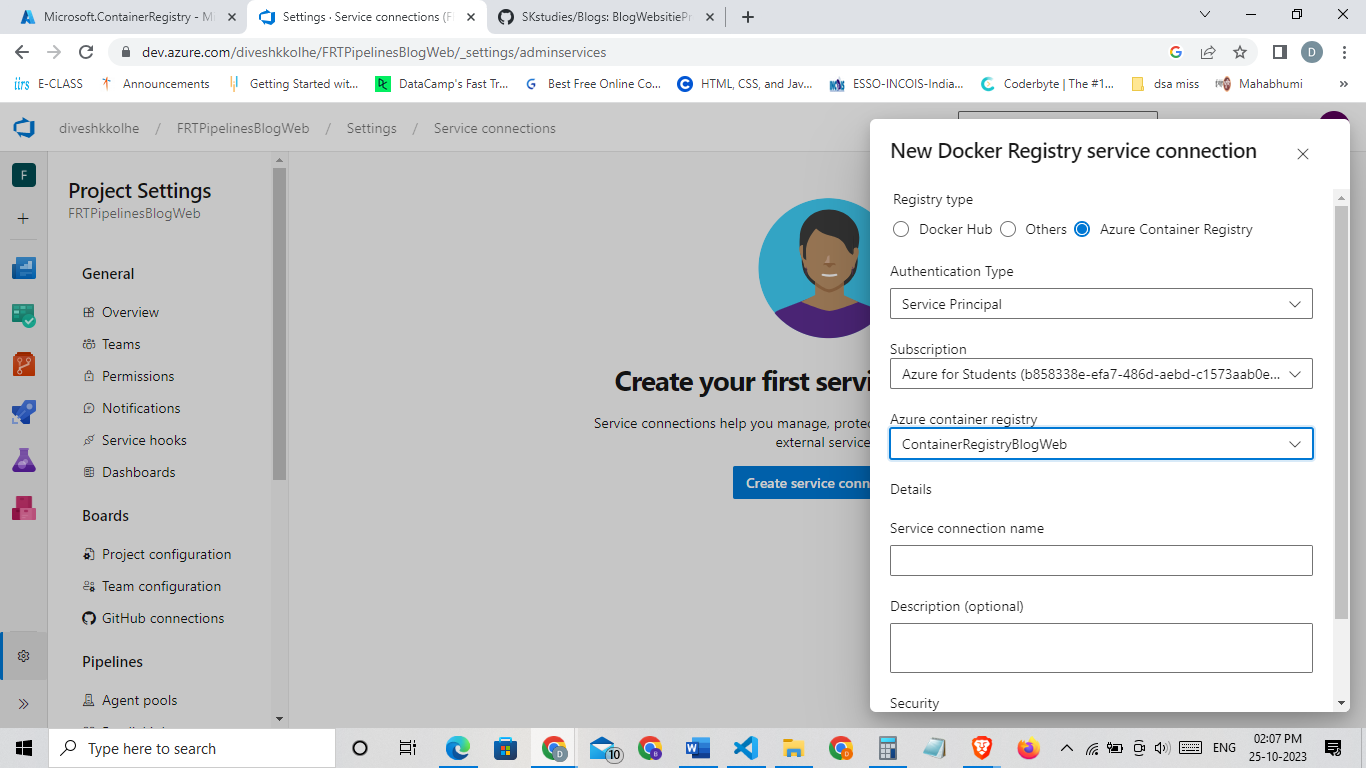 Microsoft.ContainerRegistry - M
Settings · Service connections (F
SKstudies/Blogs: BlogWebsitiePr
dev.azure.com/diveshkkolhe/FRTPipelinesBlogWeb/_settings/adminservices
D
E-CLASS
Announcements
Getting Started wit...
DataCamp's Fast Tr...
Best Free Online Co...
HTML, CSS, and Jav...
ESSO-INCOIS-India...
Coderbyte | The #1...
dsa miss
Mahabhumi
»
diveshkkolhe / FRTPipelinesBlogWeb / Settings / Service connections
F
Project Settings
FRTPipelinesBlogWeb
General
Overview
Teams
Permissions
Notifications
Service hooks
Dashboards
Boards
Project configuration
Team configuration
GitHub connections
Pipelines
Agent pools
Create your first servi
Service connections help you manage, protec
external service
Create service conn
New Docker Registry service connection
Registry type
Docker Hub
Others
Azure Container Registry
Authentication Type
Service Principal
Subscription
Azure for Students (b858338e-efa7-486d-aebd-c1573aab0e...
Azure container registry
ContainerRegistryBlogWeb
Details
Service connection name
Description (optional)
Security
Type here to search
10
ENG
02:07 PM
25-10-2023